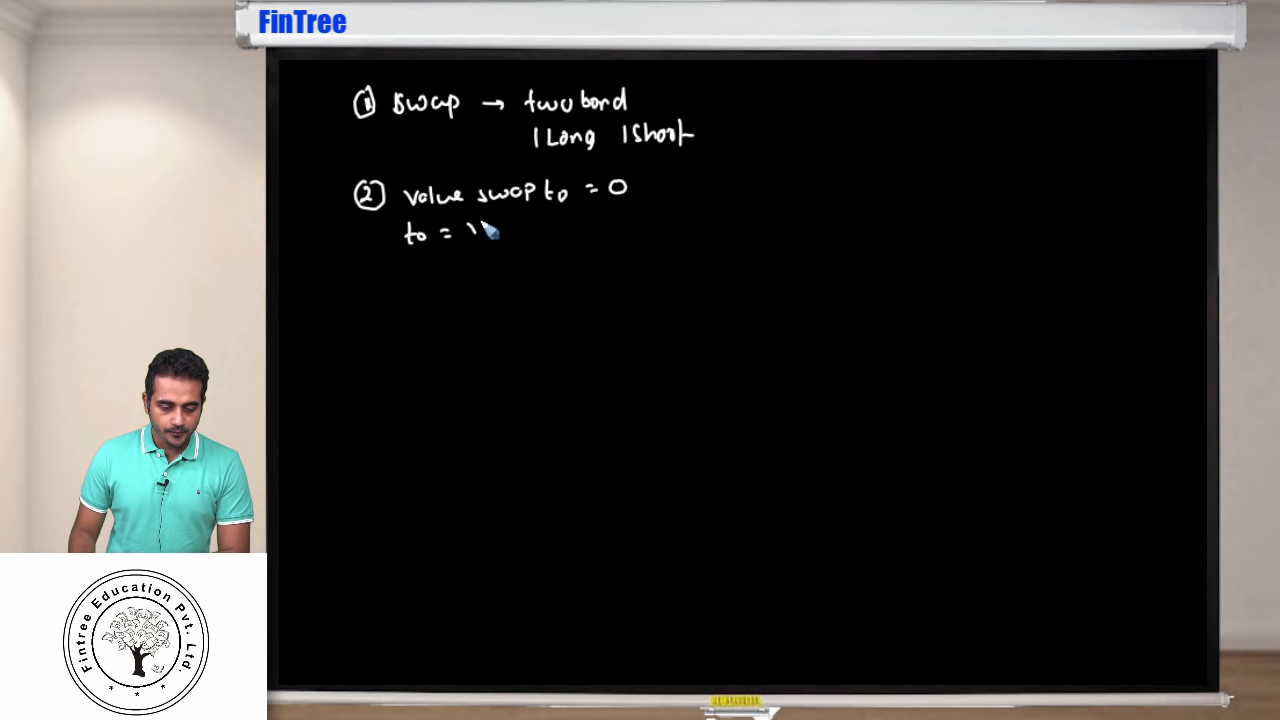 FinTree
① Swap → two bond
1 Long 1 Short
② value swap t0 = 0
t0 =
Fintree Education Pvt. Ltd.